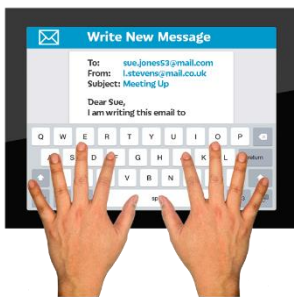 Write New Message
To: sue.jones53@mail.com
From: l.stevens@mail.co.uk
Subject: Meeting Up
Dear Sue,
I am writing this email to
Q W E R T Y U I O P
S D F G H K L return
V B N